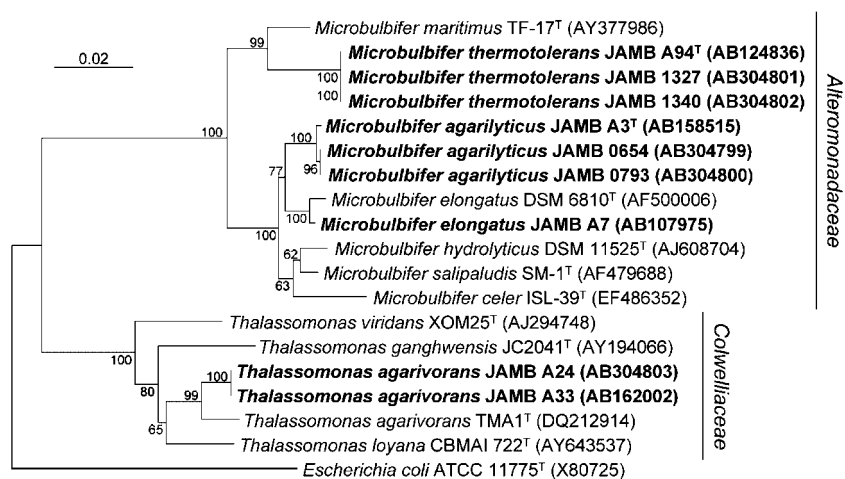 Microbulbifer maritimus TF-17ᵀ (AY377986)
99
0.02
Microbulbifer thermotolerans JAMB A94ᵀ (AB124836)
100
Microbulbifer thermotolerans JAMB 1327 (AB304801)
100
Microbulbifer thermotolerans JAMB 1340 (AB304802)
100
Microbulbifer agarilyticus JAMB A3ᵀ (AB158515)
100
Microbulbifer agarilyticus JAMB 0654 (AB304799)
96
Microbulbifer agarilyticus JAMB 0793 (AB304800)
77
Microbulbifer elongatus DSM 6810ᵀ (AF500006)
100
Microbulbifer elongatus JAMB A7 (AB107975)
100
Microbulbifer hydrolyticus DSM 11525ᵀ (AJ608704)
62
Microbulbifer salipaludis SM-1ᵀ (AF479688)
63
Microbulbifer celer ISL-39ᵀ (EF486352)
Alteromonadaceae
Thalassomonas viridans XOM25ᵀ (AJ294748)
100
Thalassomonas ganghwensis JC2041ᵀ (AY194066)
80
Thalassomonas agarivorans JAMB A24 (AB304803)
100
Thalassomonas agarivorans JAMB A33 (AB162002)
99
Thalassomonas agarivorans TMA1ᵀ (DQ212914)
65
Thalassomonas loyana CBMAI 722ᵀ (AY643537)
Colwelliaceae
Escherichia coli ATCC 11775ᵀ (X80725)